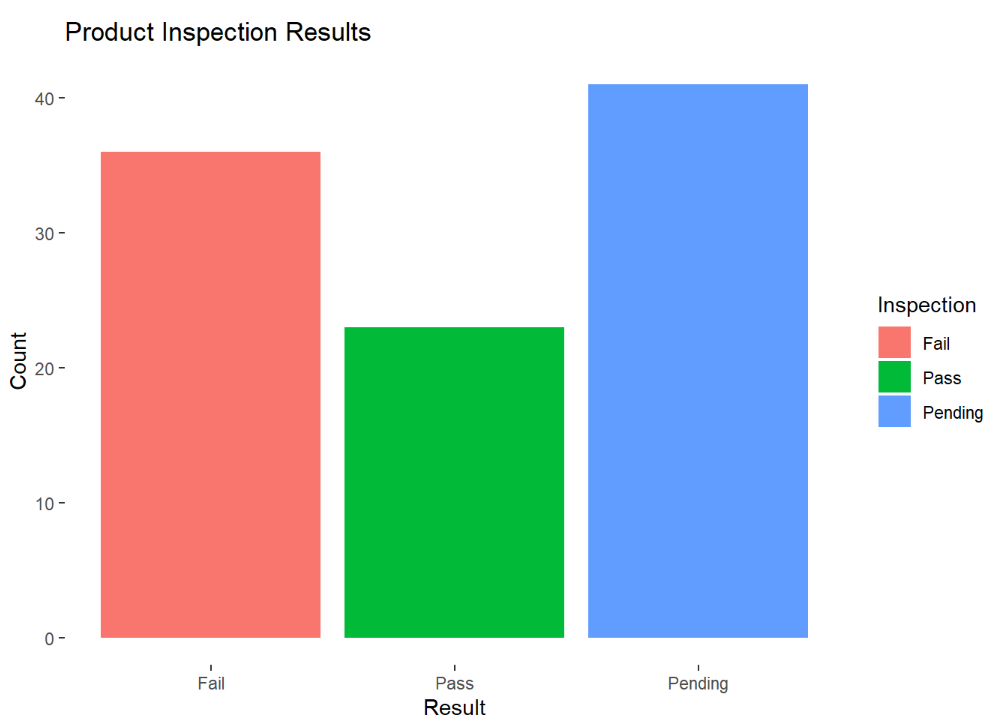 Product Inspection Results
Count
40
30
20
10
0
Fail
Pass
Pending
Result
Inspection
Fail
Pass
Pending